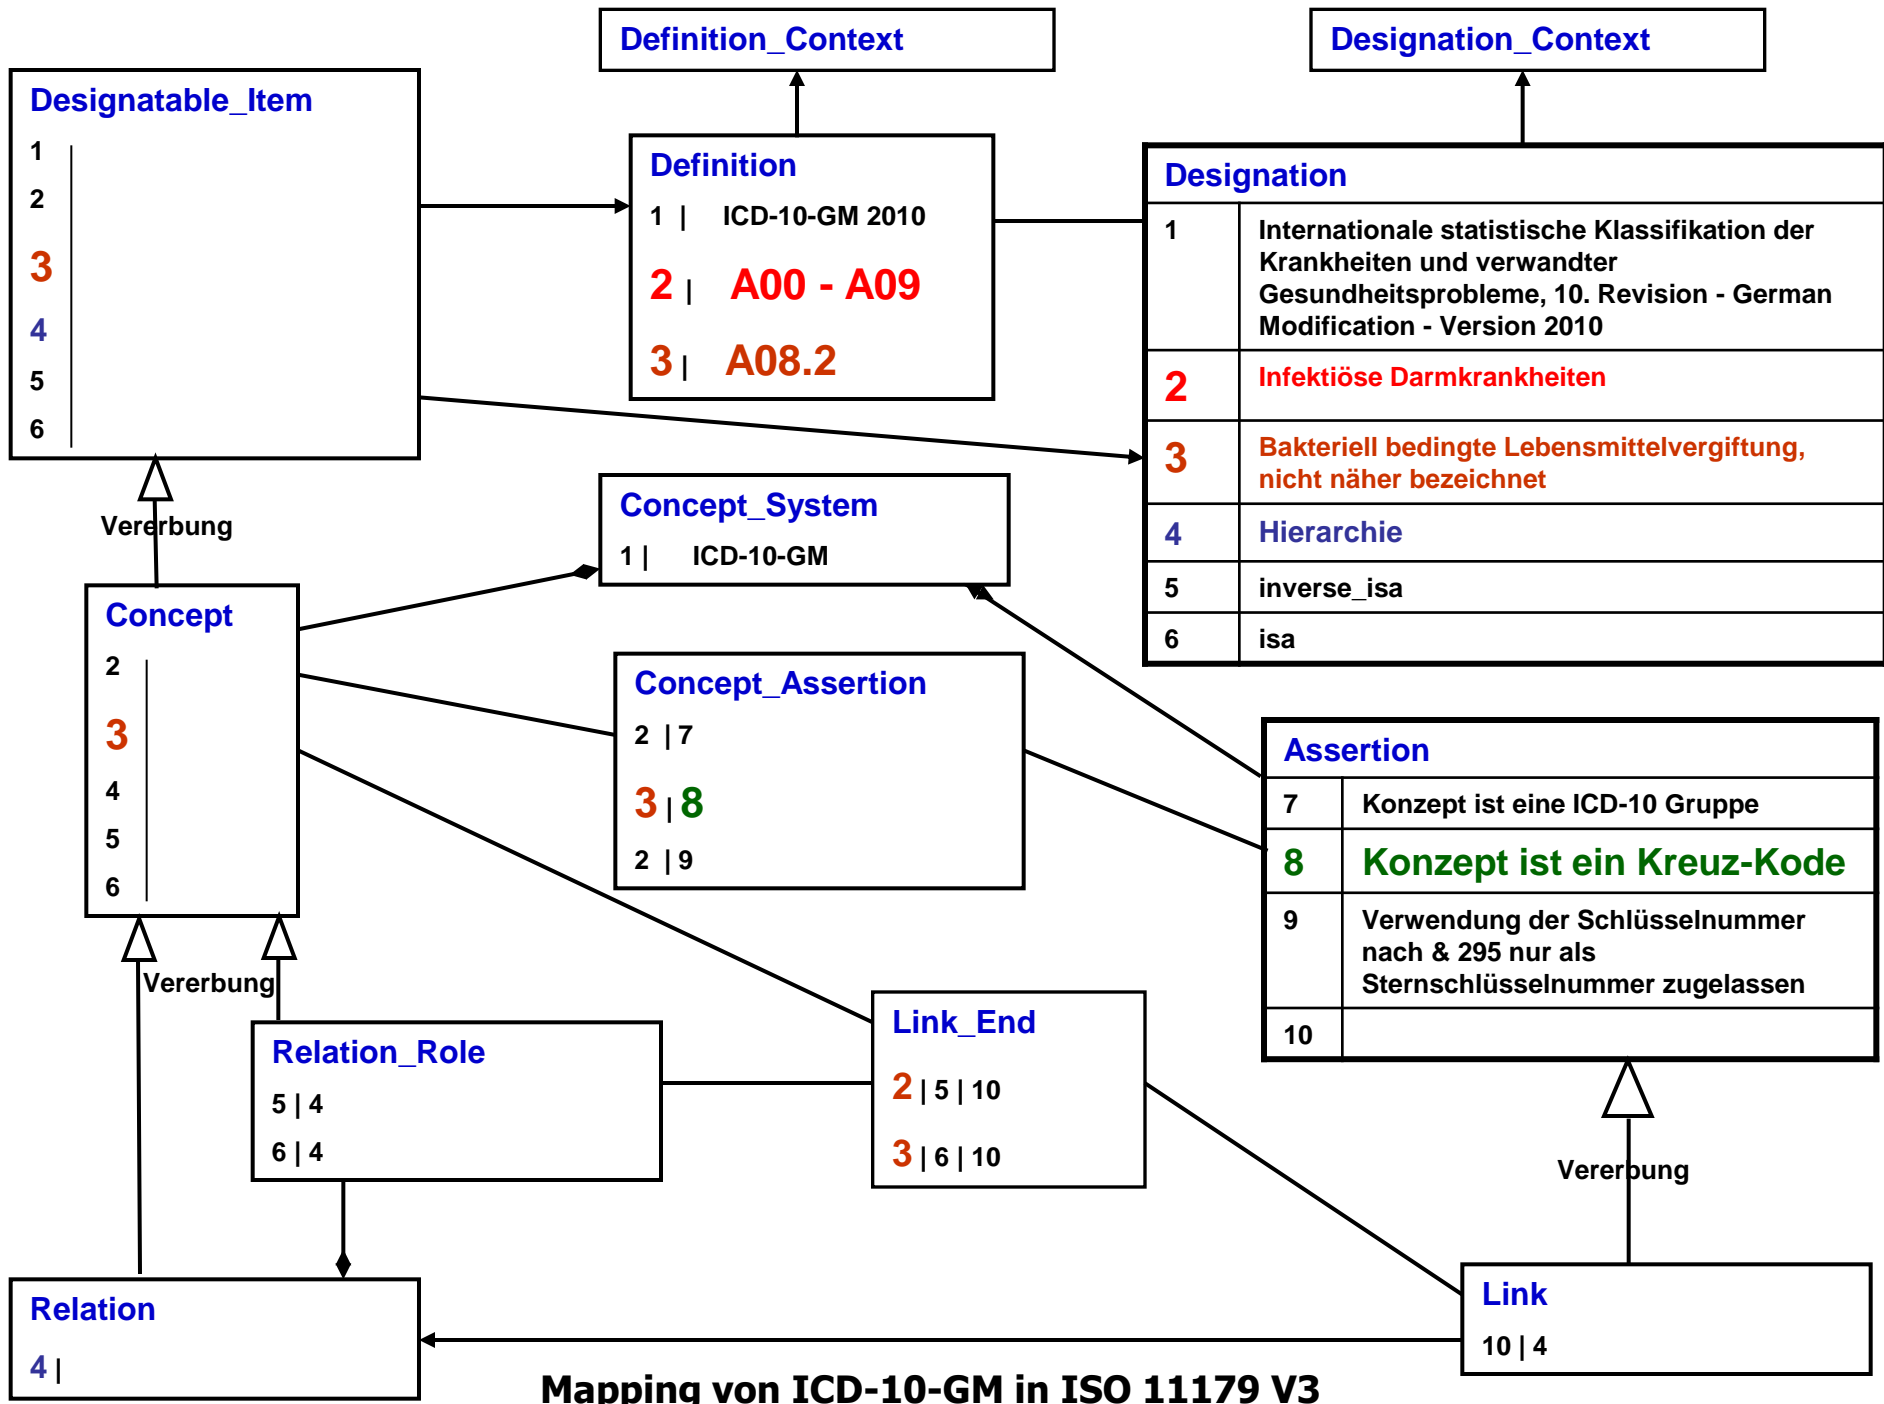 Definition_Context
Designation_Context
Designatable_Item
1
2
3
4
5
6
Definition
1 | ICD-10-GM 2010
2 | A00 - A09
3 | A08.2
Designation
1 Internationale statistische Klassifikation der
Krankheiten und verwandter
Gesundheitsprobleme, 10. Revision - German
Modification - Version 2010
2 Infektiöse Darmkrankheiten
3 Bakteriell bedingte Lebensmittelvergiftung,
nicht näher bezeichnet
4 Hierarchie
5 inverse_isa
6 isa
Vererbung
Concept_System
1 | ICD-10-GM
Concept
2
3
4
5
6
Concept_Assertion
2 | 7
3 | 8
2 | 9
Assertion
7 Konzept ist eine ICD-10 Gruppe
8 Konzept ist ein Kreuz-Kode
9 Verwendung der Schlüsselnummer
nach & 295 nur als
Sternschlüsselnummer zugelassen
10
Vererbung
Relation_Role
5 | 4
6 | 4
Link_End
2 | 5 | 10
3 | 6 | 10
Vererbung
Relation
4 |
Link
10 | 4
Mapping von ICD-10-GM in ISO 11179 V3